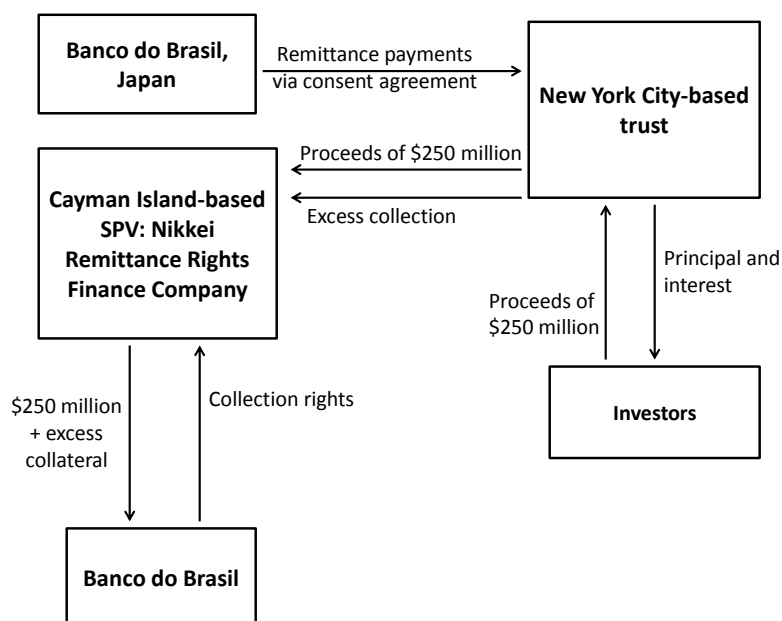 Banco do Brasil,
Japan
Remittance payments
via consent agreement
New York City-based
trust
Proceeds of $250 million
Excess collection
Cayman Island-based
SPV: Nikkei
Remittance Rights
Finance Company
Principal and
interest
Proceeds of
$250 million
$250 million
+ excess
collateral
Collection rights
Investors
Banco do Brasil